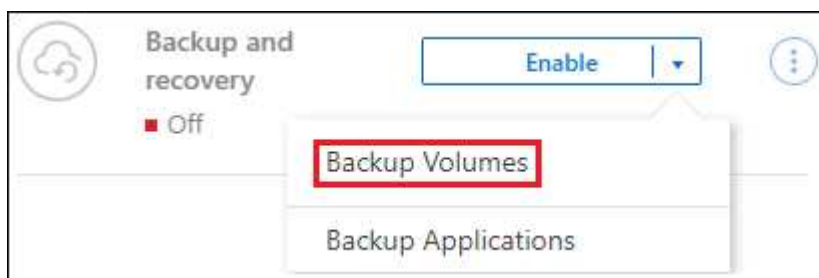 Backup and
recovery
Enable
Off
Backup Volumes
Backup Applications